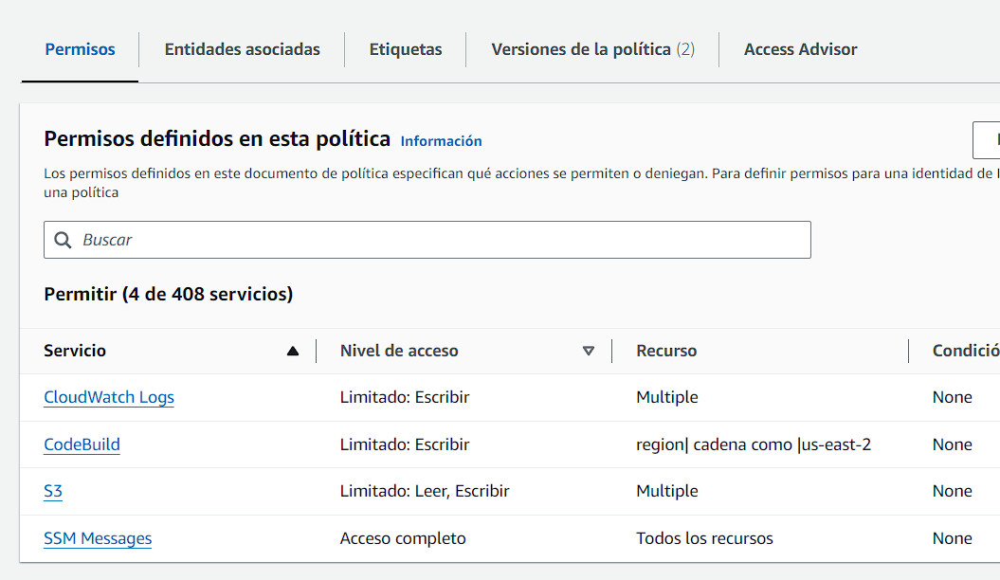 Permisos Entidades asociadas Etiquetas Versiones de la política (2) Access Advisor
Permisos definidos en esta política Información
Los permisos definidos en este documento de política especifican qué acciones se permiten o deniegan. Para definir permisos para una identidad de
una política
Buscar
Permitir (4 de 408 servicios)
Servicio Nivel de acceso Recurso Condició
CloudWatch Logs Limitado: Escribir Multiple None
CodeBuild Limitado: Escribir region| cadena como |us-east-2 None
S3 Limitado: Leer, Escribir Multiple None
SSM Messages Acceso completo Todos los recursos None